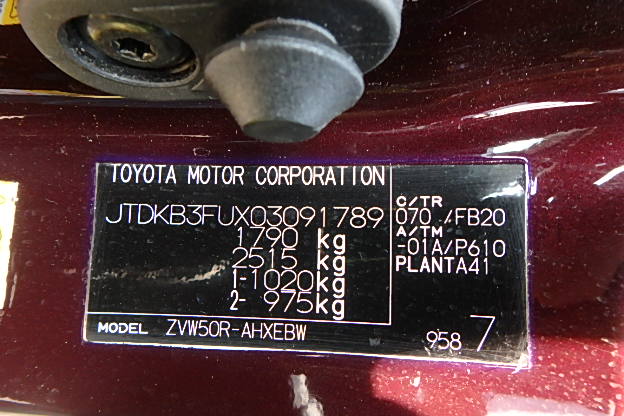 TOYOTA MOTOR CORPORATION
JTDKB3FUX03091789
1790 kg
2515 kg
1-1020kg
2- 975kg
C/TR
070 /FB20
A/TM
-01A/P610
PLANTA41
MODEL ZVW50R-AHXEBW
958 7